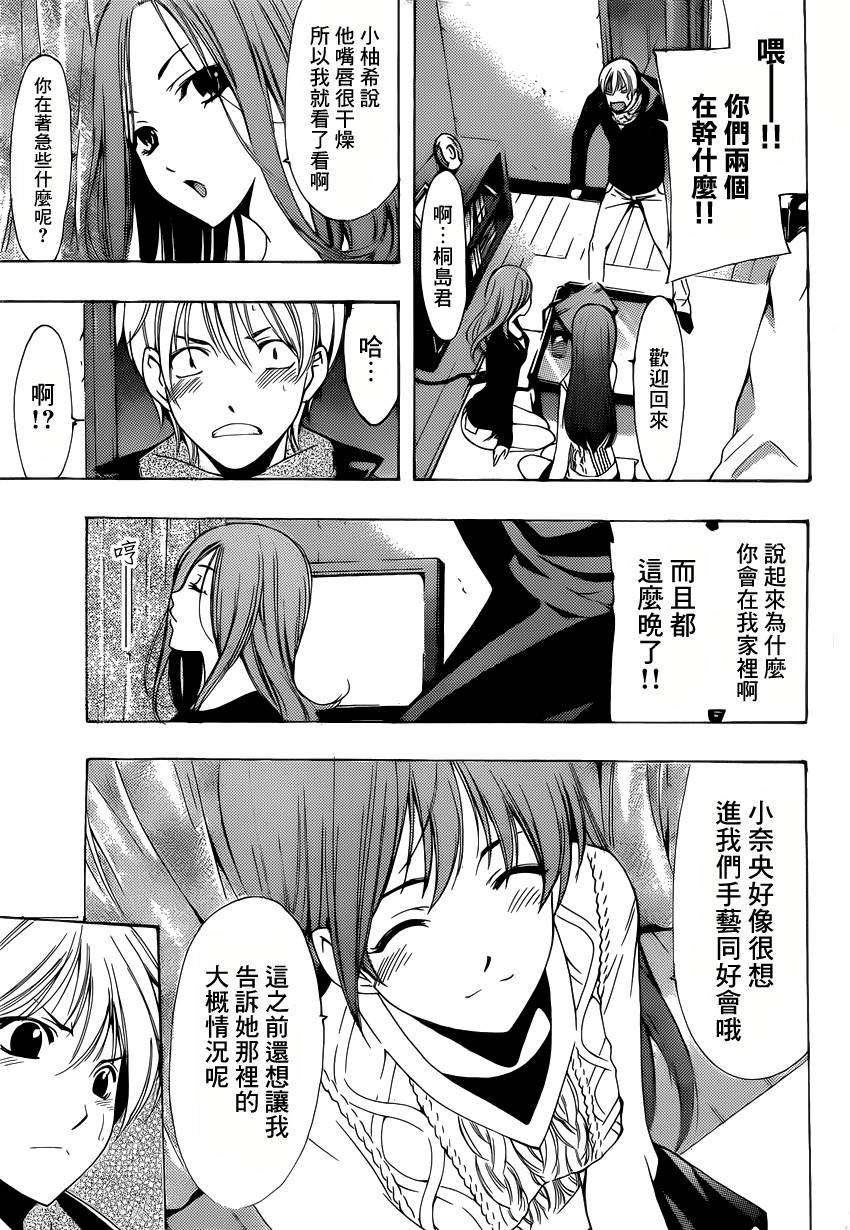 喂——!!
你們兩個
在幹什麼!!
啊…桐島君
歡迎回來
小柚希說
他嘴唇很干燥
所以我就看了看啊
你在著急些什麼呢?
哈…
啊!?
說起來為什麼
你會在我家裡啊
而且都
這麼晚了!!
哼——
小奈央好像很想
進我們手藝同好會哦
這之前還想讓我
告訴她那裡的
大概情況呢